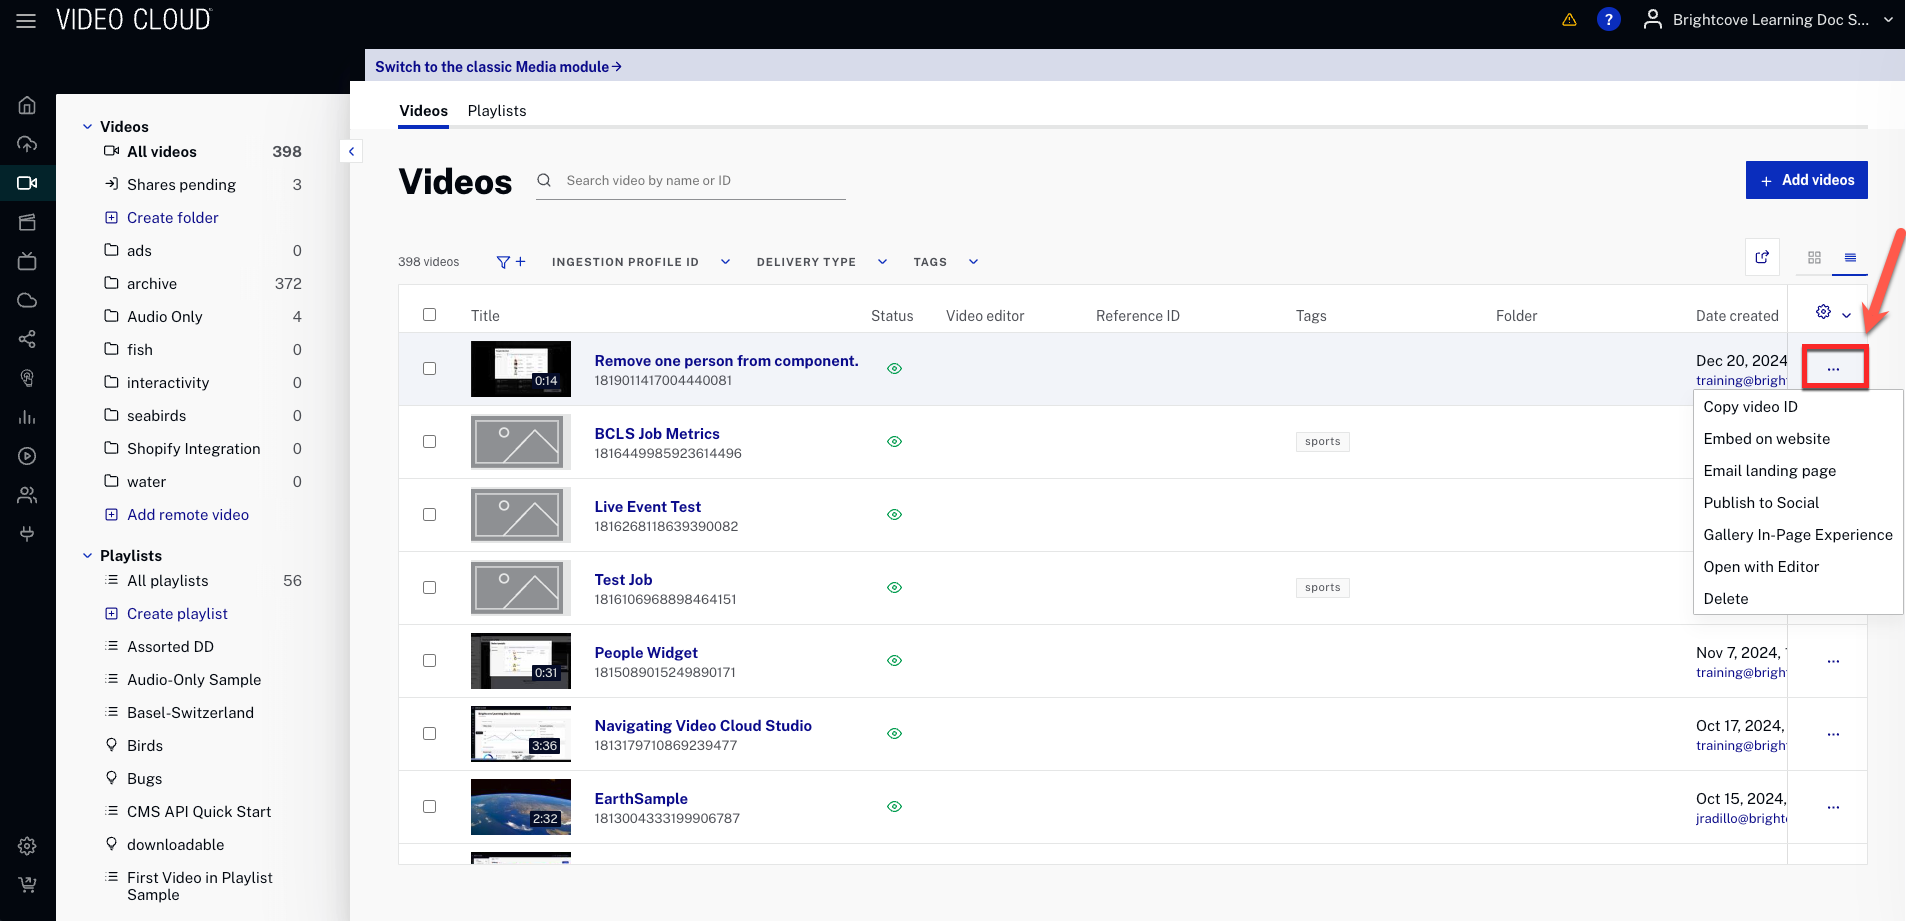 VIDEO CLOUD
?
Brightcove Learning Doc S...
Switch to the classic Media module
Videos
All videos 398
Shares pending 3
Create folder
ads 0
archive 372
Audio Only 4
fish 0
interactivity 0
seabirds 0
Shopify Integration 0
water 0
Add remote video
Playlists
All playlists 56
Create playlist
Assorted DD
Audio-Only Sample
Basel-Switzerland
Birds
Bugs
CMS API Quick Start
downloadable
First Video in Playlist
Sample
Videos Playlists
Videos
Search video by name or ID
+ Add videos
398 videos
+
INGESTION PROFILE ID
DELIVERY TYPE
TAGS
Title Status Video editor Reference ID Tags Folder Date created
0:14
Remove one person from component.
1819011417004440081
Dec 20, 2024
training@brigh
...
Copy video ID
Embed on website
Email landing page
Publish to Social
Gallery In-Page Experience
Open with Editor
Delete
BCLS Job Metrics
1816449985923614496
sports
Live Event Test
1816268118639390082
Test Job
1816106968898464151
sports
0:31
People Widget
1815089015249890171
Nov 7, 2024,
training@brigh
...
3:36
Navigating Video Cloud Studio
1813179710869239477
Oct 17, 2024,
training@brigh
...
2:32
EarthSample
1813004333199906787
Oct 15, 2024,
jradillo@bright
...